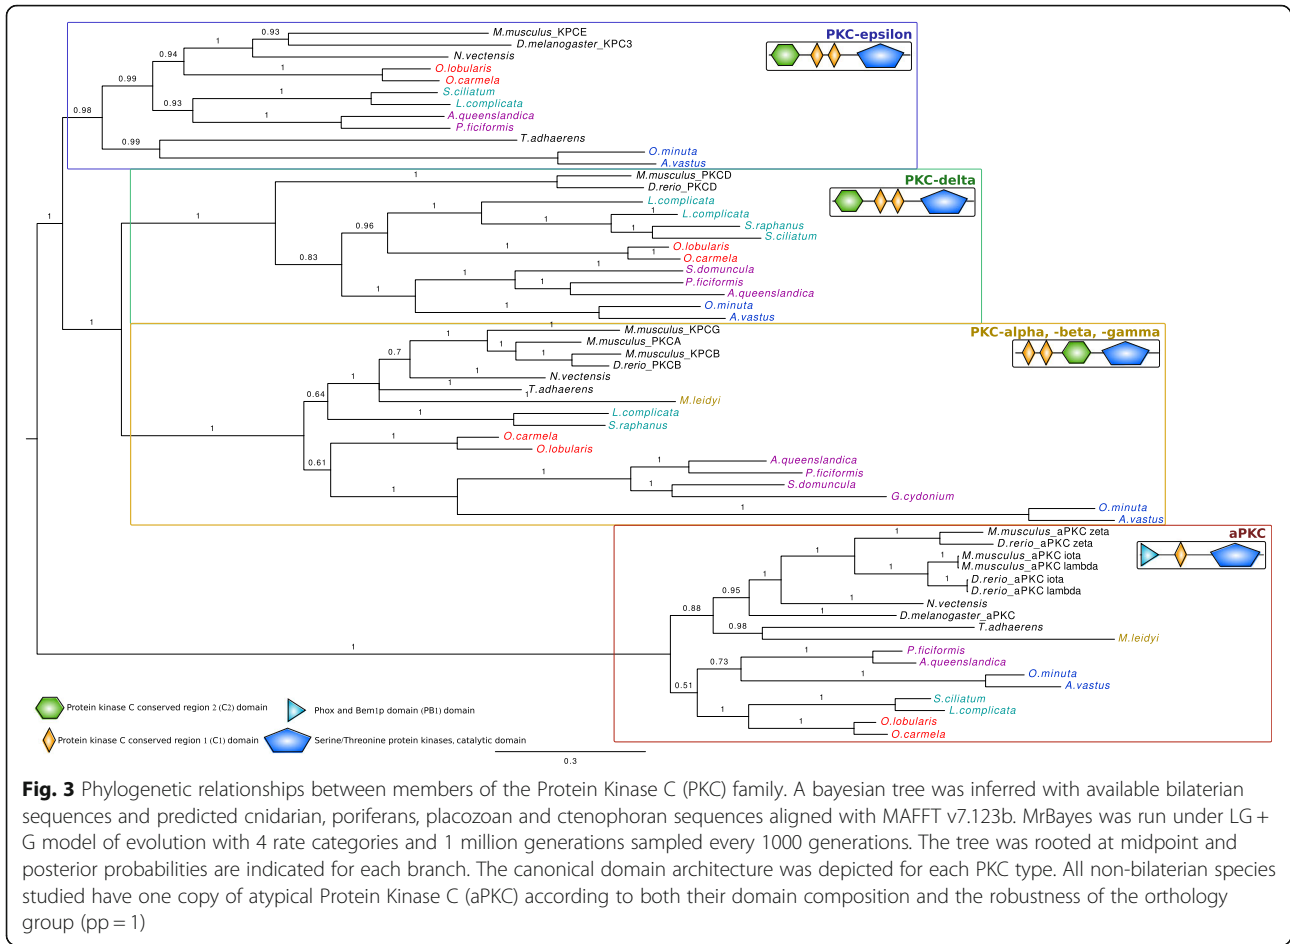 PKC-epsilon
0.93
M.musculus_KPCE
D.melanogaster_KPC3
1
N.vectensis
0.94
1
O.lobularis
O.carmela
0.99
1
S.ciliatum
L.complicata
0.93
1
A.queenslandica
P.ficiformis
0.98
0.99
T.adhaerens
1
O.minuta
A.vastus
PKC-delta
1
M.musculus_PKCD
D.rerio_PKCD
1
1
L.complicata
1
L.complicata
1
S.raphanus
1
S.ciliatum
0.96
1
O.lobularis
1
O.carmela
0.83
1
S.domuncula
1
1
P.ficiformis
A.queenslandica
1
1
O.minuta
A.vastus
1
1
PKC-alpha, -beta, -gamma
1
M.musculus_KPCG
1
M.musculus_PKCA
1
M.musculus_KPCB
1
D.rerio_PKCB
0.7
1
N.vectensis
1
T.adhaerens
1
M.leidyi
1
0.64
1
L.complicata
S.raphanus
1
1
O.carmela
O.lobularis
0.61
1
A.queenslandica
1
P.ficiformis
1
S.domuncula
1
G.cydonium
1
1
O.minuta
A.vastus
aPKC
1
M.musculus_aPKC zeta
D.rerio_aPKC zeta
1
M.musculus_aPKC iota
1
M.musculus_aPKC lambda
1
D.rerio_aPKC iota
1
D.rerio_aPKC lambda
1
1
N.vectensis
0.95
1
D.melanogaster_aPKC
0.88
0.98
T.adhaerens
M.leidyi
1
1
P.ficiformis
A.queenslandica
0.73
1
O.minuta
A.vastus
0.51
1
S.ciliatum
L.complicata
1
1
O.lobularis
O.carmela
Protein kinase C conserved region 2 (C2) domain
Phox and Bem1p domain (PB1) domain
Protein kinase C conserved region 1 (C1) domain
Serine/Threonine protein kinases, catalytic domain
0.3
Fig. 3 Phylogenetic relationships between members of the Protein Kinase C (PKC) family. A bayesian tree was inferred with available bilaterian
sequences and predicted cnidarian, poriferans, placozoan and ctenophoran sequences aligned with MAFFT v7.123b. MrBayes was run under LG +
G model of evolution with 4 rate categories and 1 million generations sampled every 1000 generations. The tree was rooted at midpoint and
posterior probabilities are indicated for each branch. The canonical domain architecture was depicted for each PKC type. All non-bilaterian species
studied have one copy of atypical Protein Kinase C (aPKC) according to both their domain composition and the robustness of the orthology
group (pp = 1)